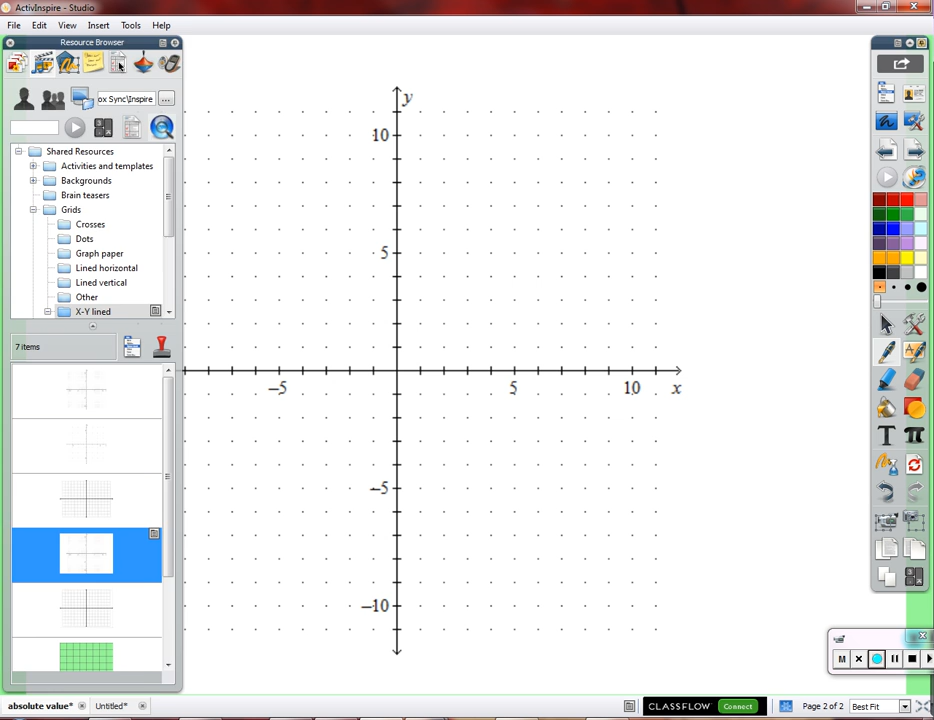 ActivInspire - Studio
File Edit View Insert Tools Help
Resource Browser
ox Sync\Inspire ...
Shared Resources
Activities and templates
Backgrounds
Brain teasers
Grids
Crosses
Dots
Graph paper
Lined horizontal
Lined vertical
Other
X-Y lined
7 items
y
10
5
−5 5 10 x
−5
−10
T π
M
absolute value* Untitled*
CLASSFLOW Connect
Page 2 of 2 Best Fit